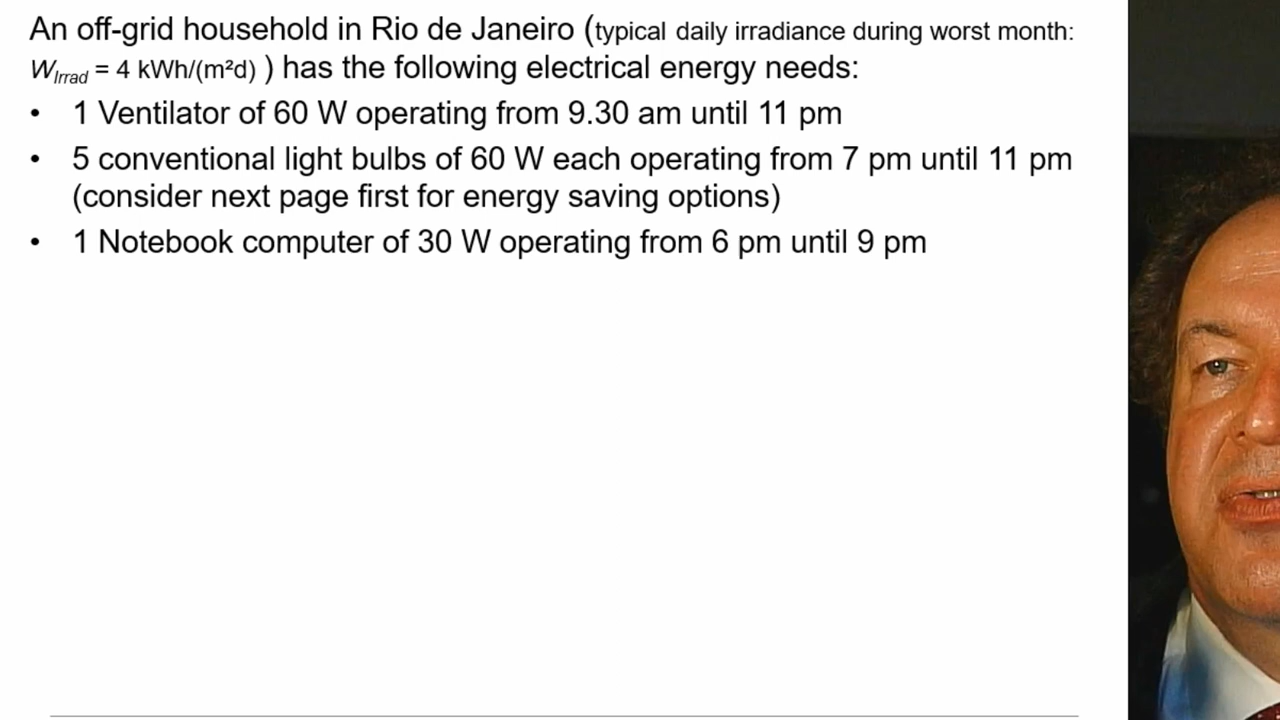 An off-grid household in Rio de Janeiro (typical daily irradiance during worst month:
WIrrad = 4 kWh/(m²d) ) has the following electrical energy needs:
• 1 Ventilator of 60 W operating from 9.30 am until 11 pm
• 5 conventional light bulbs of 60 W each operating from 7 pm until 11 pm
(consider next page first for energy saving options)
• 1 Notebook computer of 30 W operating from 6 pm until 9 pm